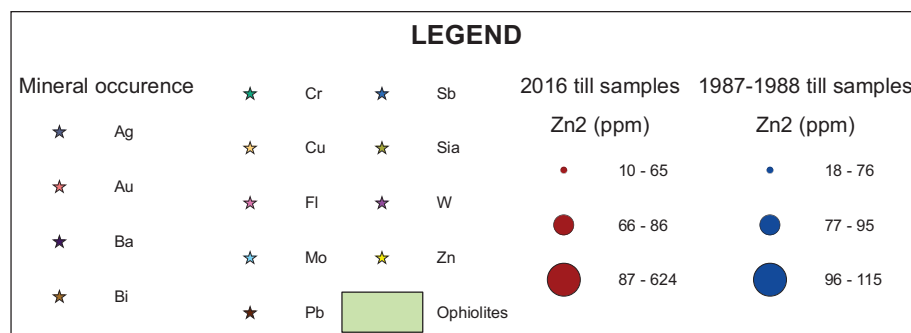 LEGEND
Mineral occurence
Ag
Au
Ba
Bi
Cr
Cu
Fl
Mo
Pb
Sb
Sia
W
Zn
Ophiolites
2016 till samples
Zn2 (ppm)
10 - 65
66 - 86
87 - 624
1987-1988 till samples
Zn2 (ppm)
18 - 76
77 - 95
96 - 115